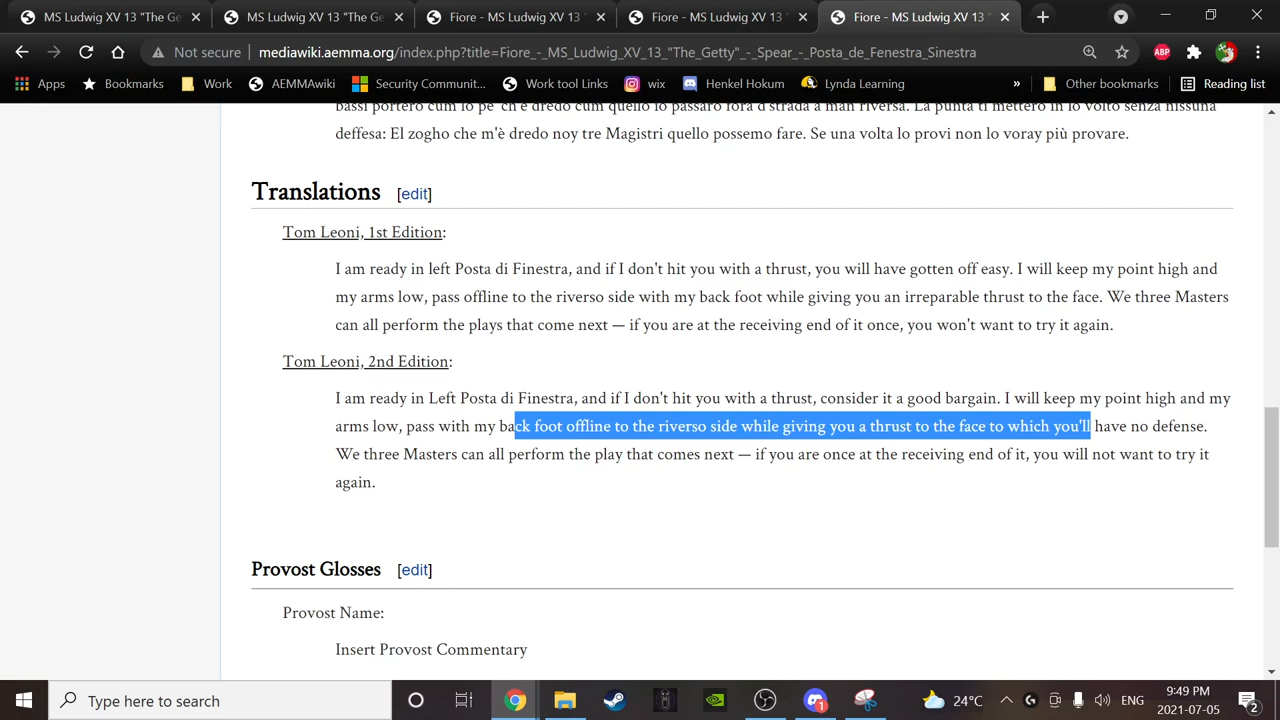 MS Ludwig XV 13 "The Ge
MS Ludwig XV 13 "The Get
Fiore - MS Ludwig XV 13
Fiore - MS Ludwig XV 13 "
Fiore - MS Ludwig XV 13 "
Not secure mediawiki.aemma.org/index.php?title=Fiore_-_MS_Ludwig_XV_13_"The_Getty"_-_Spear_-_Posta_de_Fenestra_Sinestra
ABP
Apps Bookmarks Work AEMMAwiki Security Community... Work tool Links wix Henkel Hokum Lynda Learning » Other bookmarks Reading list
bassi porterò cum lo pe' ch'è dredo cum quello lo passarò fora d'strada a man riversa. La punta ti metterò in lo volto senza nissuna
deffesa: El zogho che m'è dredo noy tre Magistri quello possemo fare. Se una volta lo provi non lo voray più provare.
Translations [edit]
Tom Leoni, 1st Edition:
I am ready in left Posta di Finestra, and if I don't hit you with a thrust, you will have gotten off easy. I will keep my point high and
my arms low, pass offline to the riverso side with my back foot while giving you an irreparable thrust to the face. We three Masters
can all perform the plays that come next — if you are at the receiving end of it once, you won't want to try it again.
Tom Leoni, 2nd Edition:
I am ready in Left Posta di Finestra, and if I don't hit you with a thrust, consider it a good bargain. I will keep my point high and my
arms low, pass with my back foot offline to the riverso side while giving you a thrust to the face to which you'll have no defense.
We three Masters can all perform the play that comes next — if you are once at the receiving end of it, you will not want to try it
again.
Provost Glosses [edit]
Provost Name:
Insert Provost Commentary
Type here to search
1
24°C
ENG
9:49 PM
2021-07-05
2